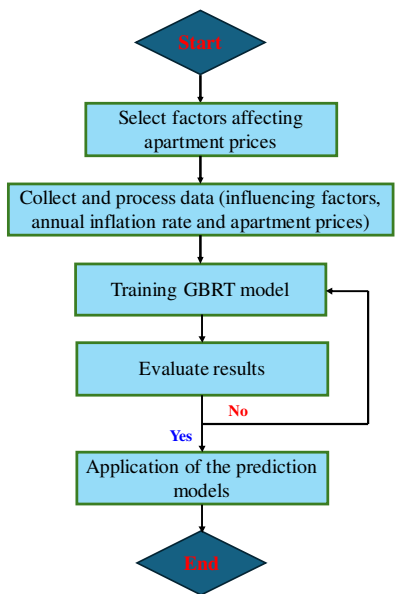 Start
Select factors affecting
apartment prices
Collect and process data (influencing factors,
annual inflation rate and apartment prices)
Training GBRT model
Evaluate results
No
Yes
Application of the prediction
models
End